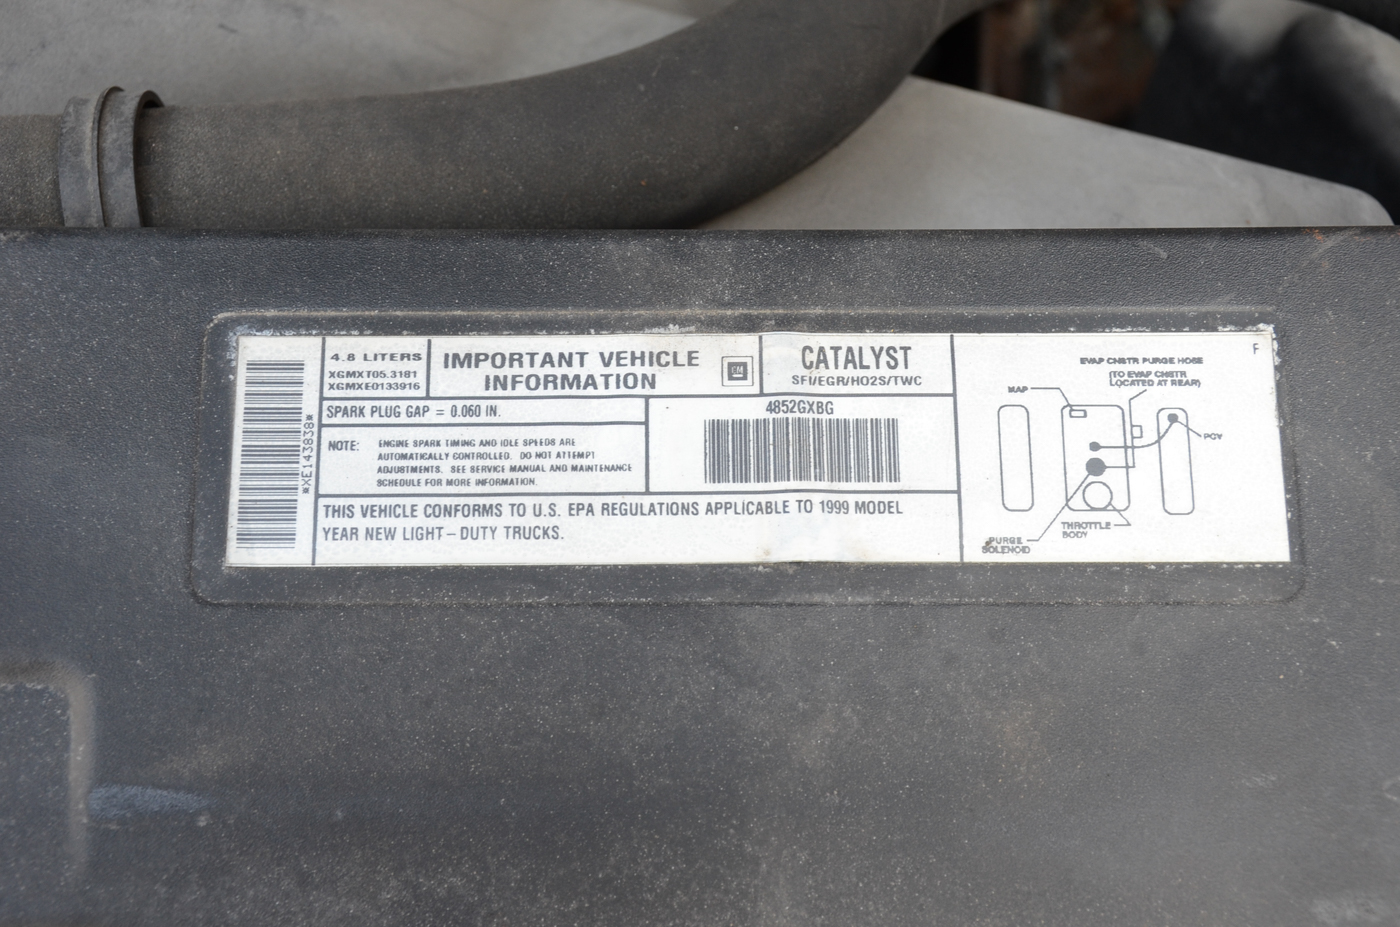 *XE143838*
4.8 LITERS
XGMXT05.3181
XGMXE0133916
IMPORTANT VEHICLE
INFORMATION
GM
CATALYST
SFI/EGR/HO2S/TWC
SPARK PLUG GAP = 0.060 IN.
NOTE: ENGINE SPARK TIMING AND IDLE SPEEDS ARE
AUTOMATICALLY CONTROLLED. DO NOT ATTEMPT
ADJUSTMENTS. SEE SERVICE MANUAL AND MAINTENANCE
SCHEDULE FOR MORE INFORMATION.
4852GXBG
THIS VEHICLE CONFORMS TO U.S. EPA REGULATIONS APPLICABLE TO 1999 MODEL
YEAR NEW LIGHT-DUTY TRUCKS.
F
EVAP CNSTR PURGE HOSE
(TO EVAP CNSTR
LOCATED AT REAR)
MAP
PCV
THROTTLE
BODY
PURGE
SOLENOID